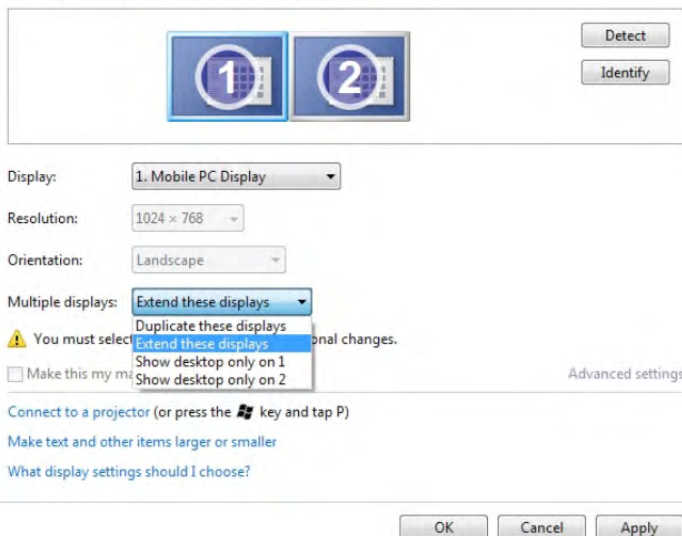 1 2
Detect
Identify
Display: 1. Mobile PC Display
Resolution: 1024 × 768
Orientation: Landscape
Multiple displays: Extend these displays
Duplicate these displays
You must select onal changes.
Extend these displays
Show desktop only on 1
Make this my ma Advanced settings
Show desktop only on 2
Connect to a projector (or press the key and tap P)
Make text and other items larger or smaller
What display settings should I choose?
OK Cancel Apply